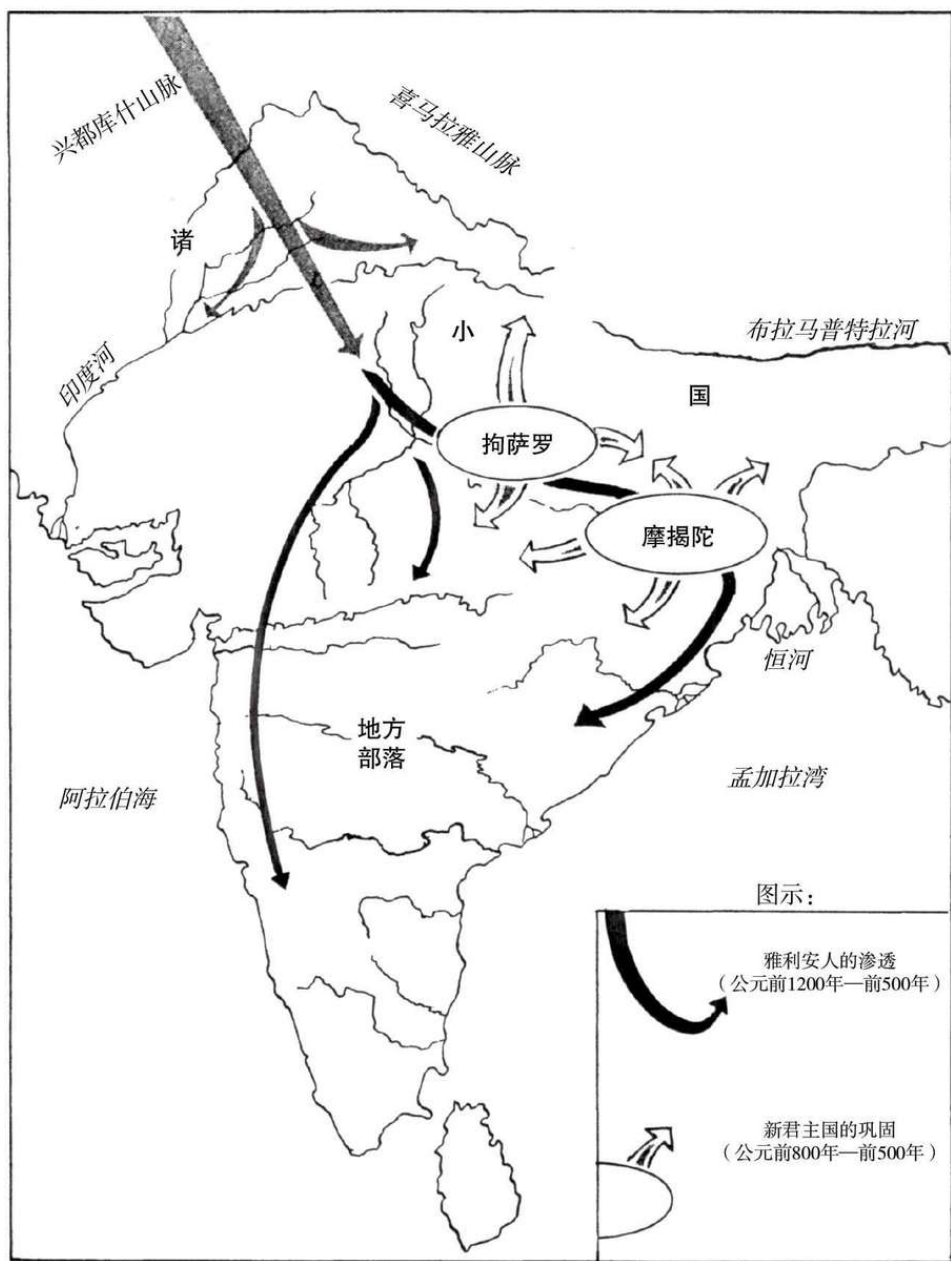 兴都库什山脉
喜马拉雅山脉
诸
小
国
布拉马普特拉河
印度河
拘萨罗
摩揭陀
恒河
地方
部落
阿拉伯海
孟加拉湾
图示：
雅利安人的渗透
（公元前1200年—前500年）
新君主国的巩固
（公元前800年—前500年）